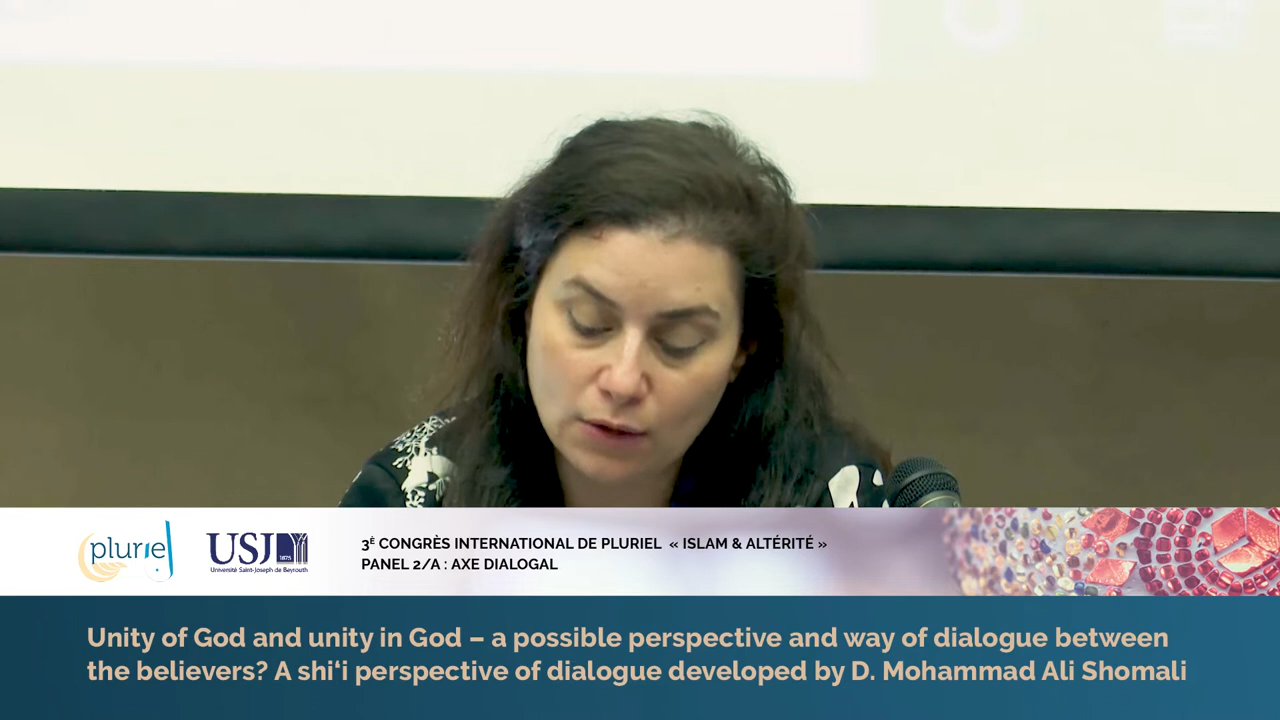 pluriel
USJ
1875
Université Saint-Joseph de Beyrouth
3È CONGRÈS INTERNATIONAL DE PLURIEL « ISLAM & ALTÉRITÉ »
PANEL 2/A : AXE DIALOGAL
Unity of God and unity in God – a possible perspective and way of dialogue between
the believers? A shi‘i perspective of dialogue developed by D. Mohammad Ali Shomali